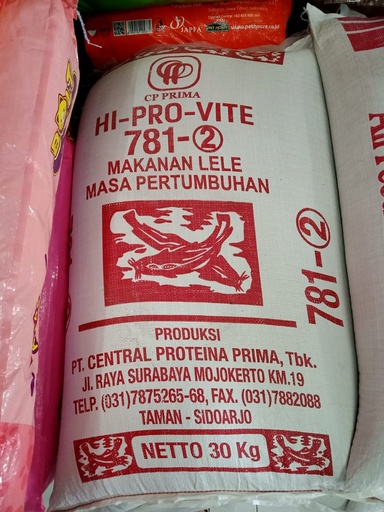 JAPFA
CP PRIMA
HI-PRO-VITE
781-②
MAKANAN LELE
MASA PERTUMBUHAN
781-②
PRODUKSI
PT. CENTRAL PROTEINA PRIMA, Tbk.
Jl. RAYA SURABAYA MOJOKERTO KM.19
TELP. (031)7875265-68, FAX. (031)7882088
TAMAN - SIDOARJO
NETTO 30 Kg